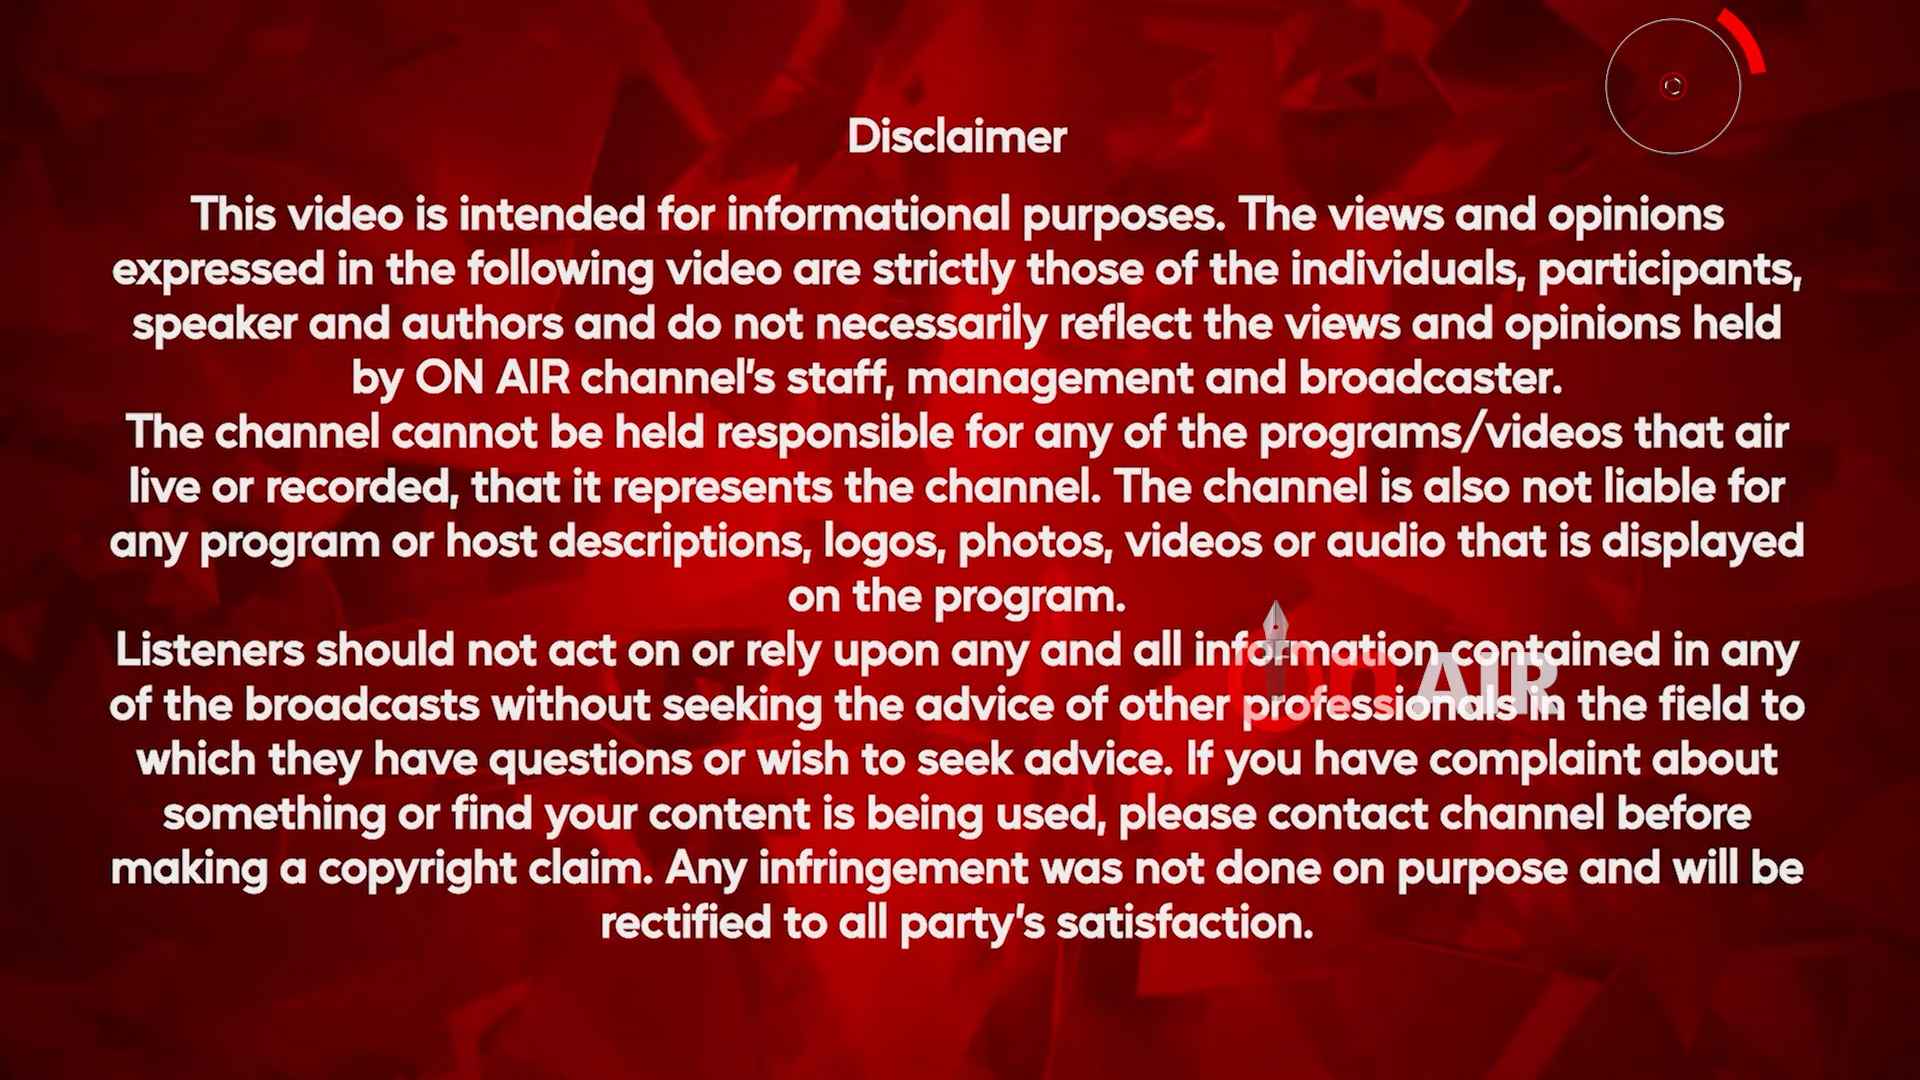 Disclaimer
This video is intended for informational purposes. The views and opinions
expressed in the following video are strictly those of the individuals, participants,
speaker and authors and do not necessarily reflect the views and opinions held
by ON AIR channel's staff, management and broadcaster.
The channel cannot be held responsible for any of the programs/videos that air
live or recorded, that it represents the channel. The channel is also not liable for
any program or host descriptions, logos, photos, videos or audio that is displayed
on the program.
Listeners should not act on or rely upon any and all information contained in any
of the broadcasts without seeking the advice of other professionals in the field to
which they have questions or wish to seek advice. If you have complaint about
something or find your content is being used, please contact channel before
making a copyright claim. Any infringement was not done on purpose and will be
rectified to all party's satisfaction.
On AIR